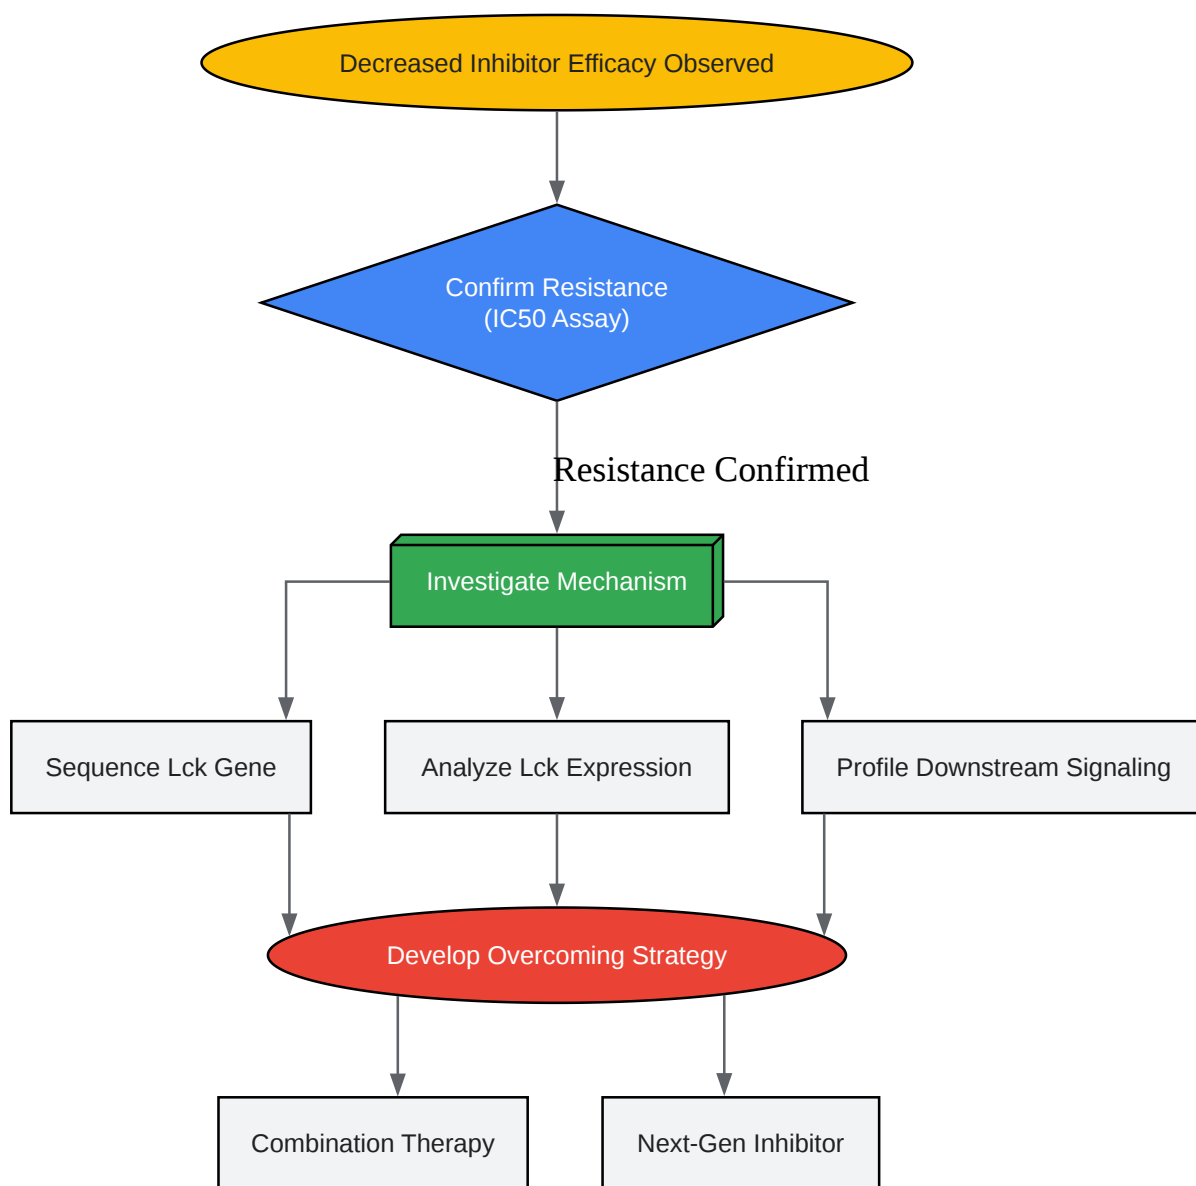 Decreased Inhibitor Efficacy Observed
Confirm Resistance
(IC50 Assay)
Resistance Confirmed
Investigate Mechanism
Sequence Lck Gene
Analyze Lck Expression
Profile Downstream Signaling
Develop Overcoming Strategy
Combination Therapy
Next-Gen Inhibitor